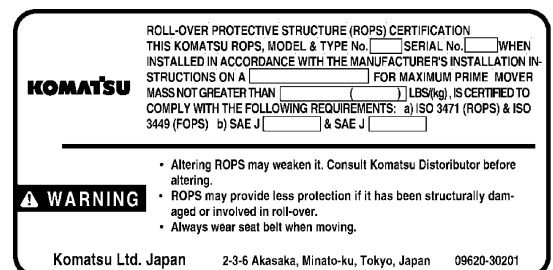 ROLL-OVER PROTECTIVE STRUCTURE (ROPS) CERTIFICATION
THIS KOMATSU ROPS, MODEL & TYPE No. SERIAL No. WHEN
INSTALLED IN ACCORDANCE WITH THE MANUFACTURER'S INSTALLATION IN-
STRUCTIONS ON A FOR MAXIMUM PRIME MOVER
MASS NOT GREATER THAN ( ) LBS/(kg), IS CERTIFIED TO
COMPLY WITH THE FOLLOWING REQUIREMENTS: a) ISO 3471 (ROPS) & ISO
3449 (FOPS) b) SAE J & SAE J
KOMATSU
• Altering ROPS may weaken it. Consult Komatsu Distoributor before
altering.
• ROPS may provide less protection if it has been structurally dam-
aged or involved in roll-over.
• Always wear seat belt when moving.
WARNING
Komatsu Ltd. Japan 2-3-6 Akasaka, Minato-ku, Tokyo, Japan 09620-30201